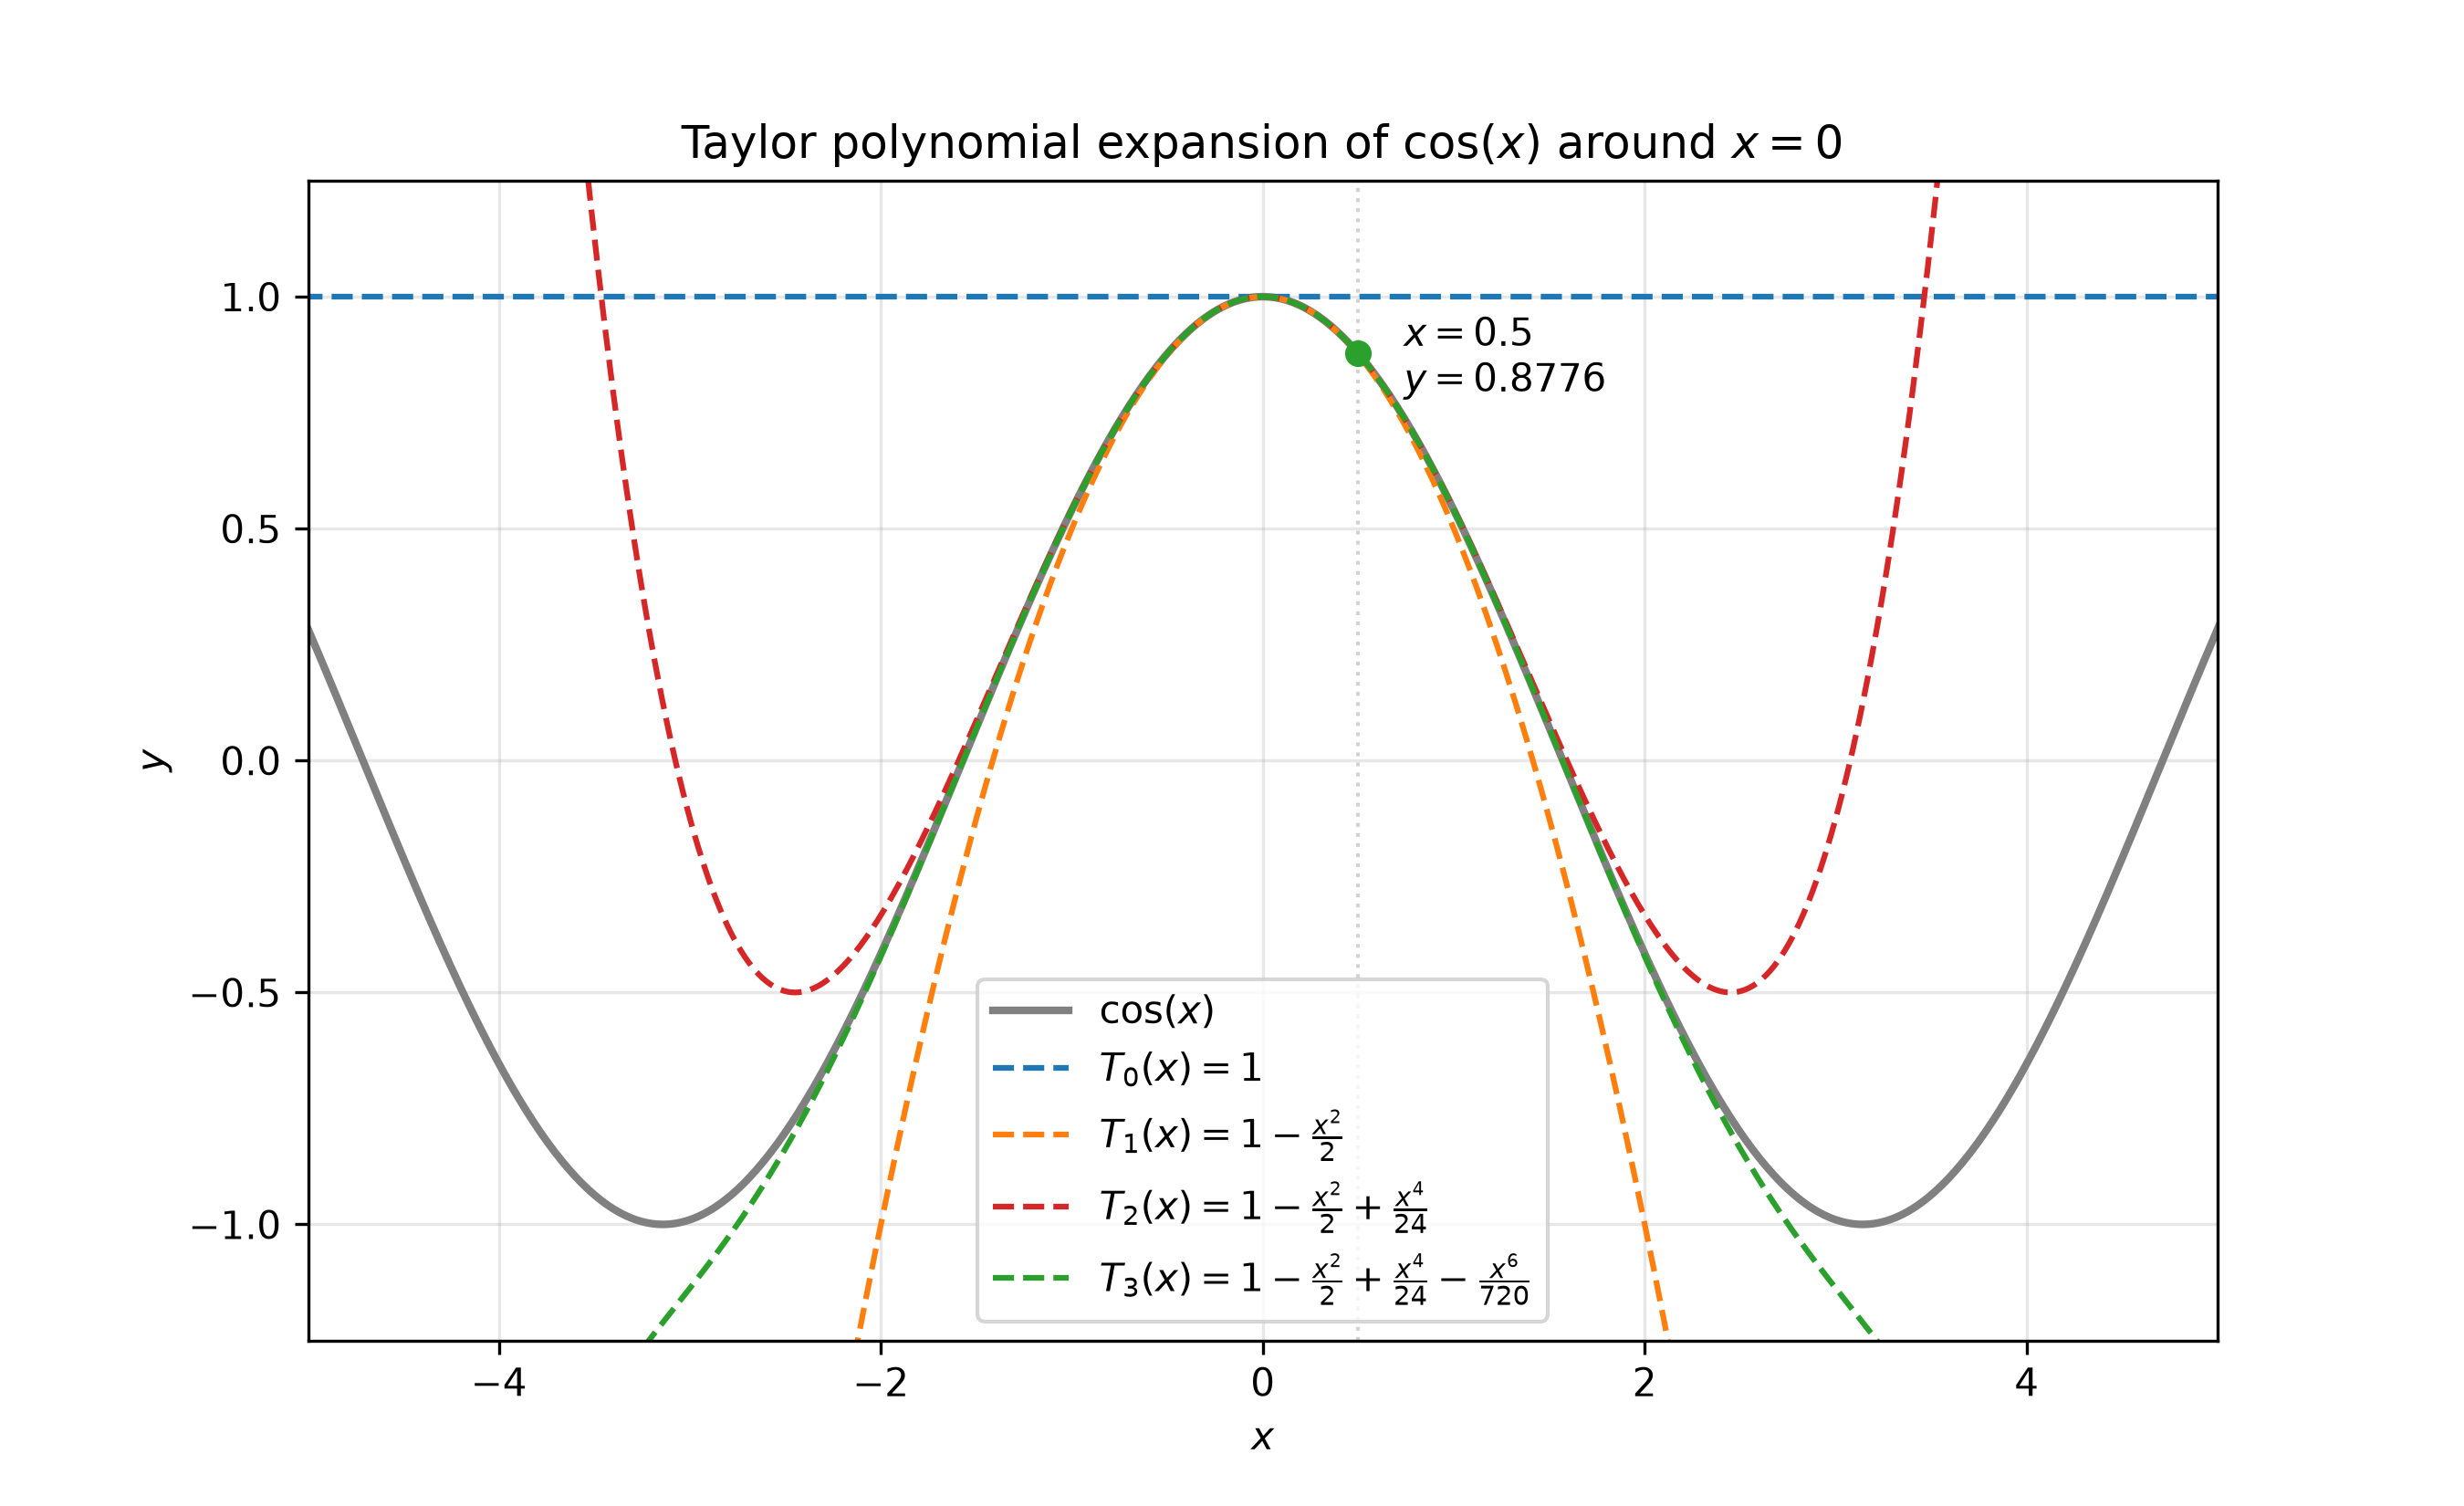 Taylor polynomial expansion of cos(x) around x = 0
1.0
0.5
0.0
−0.5
−1.0
y
x = 0.5
y = 0.8776
cos(x)
T₀(x) = 1
T₁(x) = 1 − x²/2
T₂(x) = 1 − x²/2 + x⁴/24
T₃(x) = 1 − x²/2 + x⁴/24 − x⁶/720
−4 −2 0 2 4
x